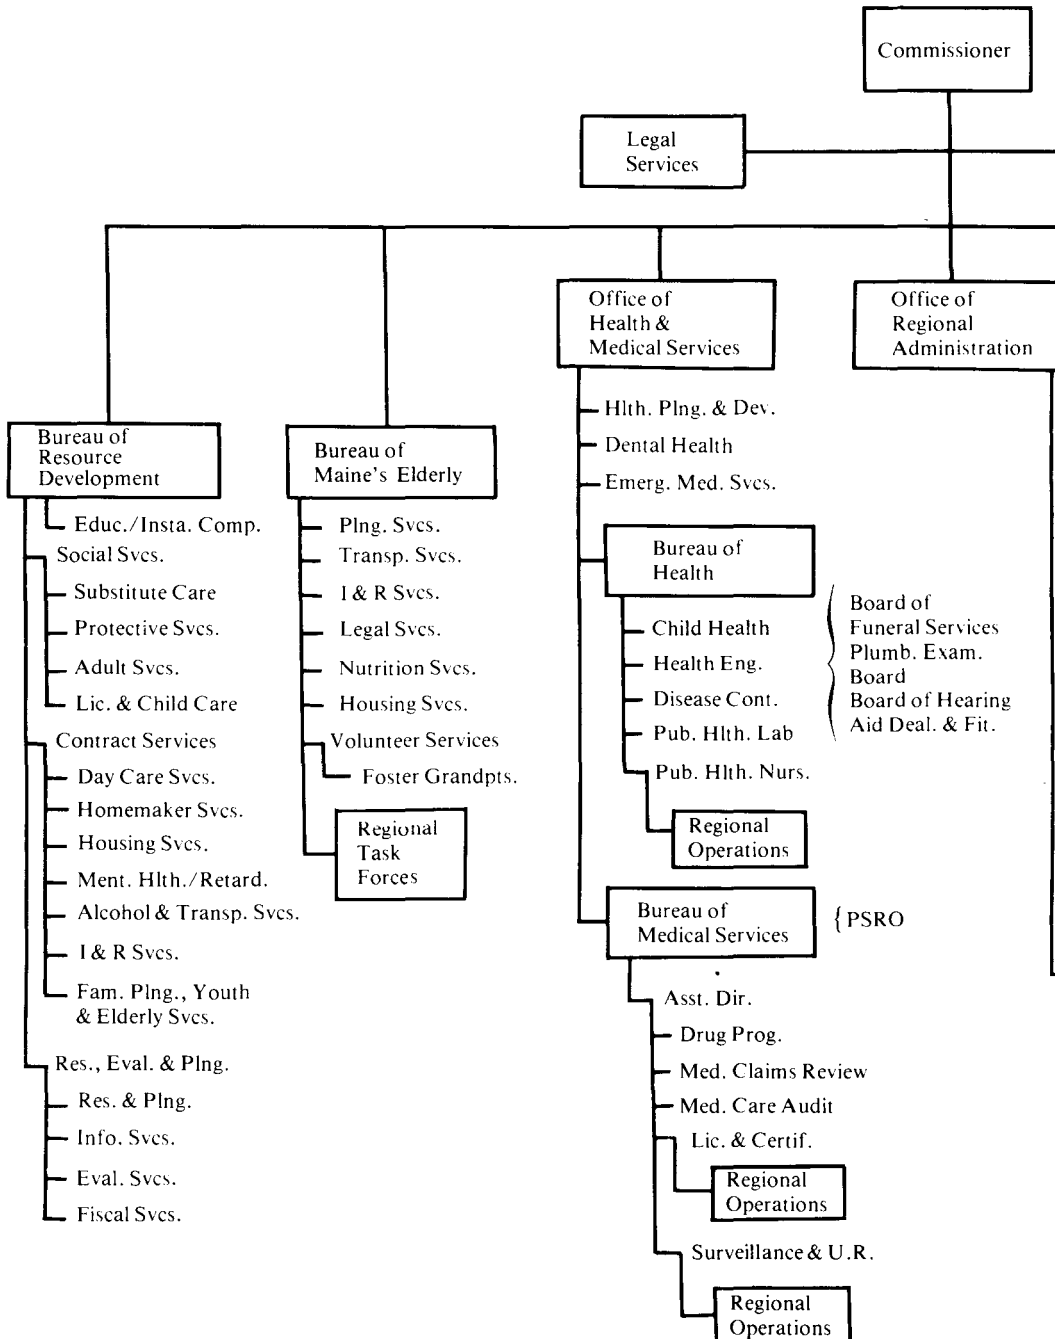 Commissioner
Legal
Services
Office of
Health &
Medical Services
Office of
Regional
Administration
Bureau of
Resource
Development
Educ./Insta. Comp.
Social Svcs.
Substitute Care
Protective Svcs.
Adult Svcs.
Lic. & Child Care
Contract Services
Day Care Svcs.
Homemaker Svcs.
Housing Svcs.
Ment. Hlth./Retard.
Alcohol & Transp. Svcs.
I & R Svcs.
Fam. Plng., Youth
& Elderly Svcs.
Res., Eval. & Plng.
Res. & Plng.
Info. Svcs.
Eval. Svcs.
Fiscal Svcs.
Bureau of
Maine's Elderly
Plng. Svcs.
Transp. Svcs.
I & R Svcs.
Legal Svcs.
Nutrition Svcs.
Housing Svcs.
Volunteer Services
Foster Grandpts.
Regional
Task
Forces
Hlth. Plng. & Dev.
Dental Health
Emerg. Med. Svcs.
Bureau of
Health
Child Health
Health Eng.
Disease Cont.
Pub. Hlth. Lab
Pub. Hlth. Nurs.
Board of
Funeral Services
Plumb. Exam.
Board
Board of Hearing
Aid Deal. & Fit.
Regional
Operations
Bureau of
Medical Services
{PSRO
Asst. Dir.
Drug Prog.
Med. Claims Review
Med. Care Audit
Lic. & Certif.
Regional
Operations
Surveillance & U.R.
Regional
Operations